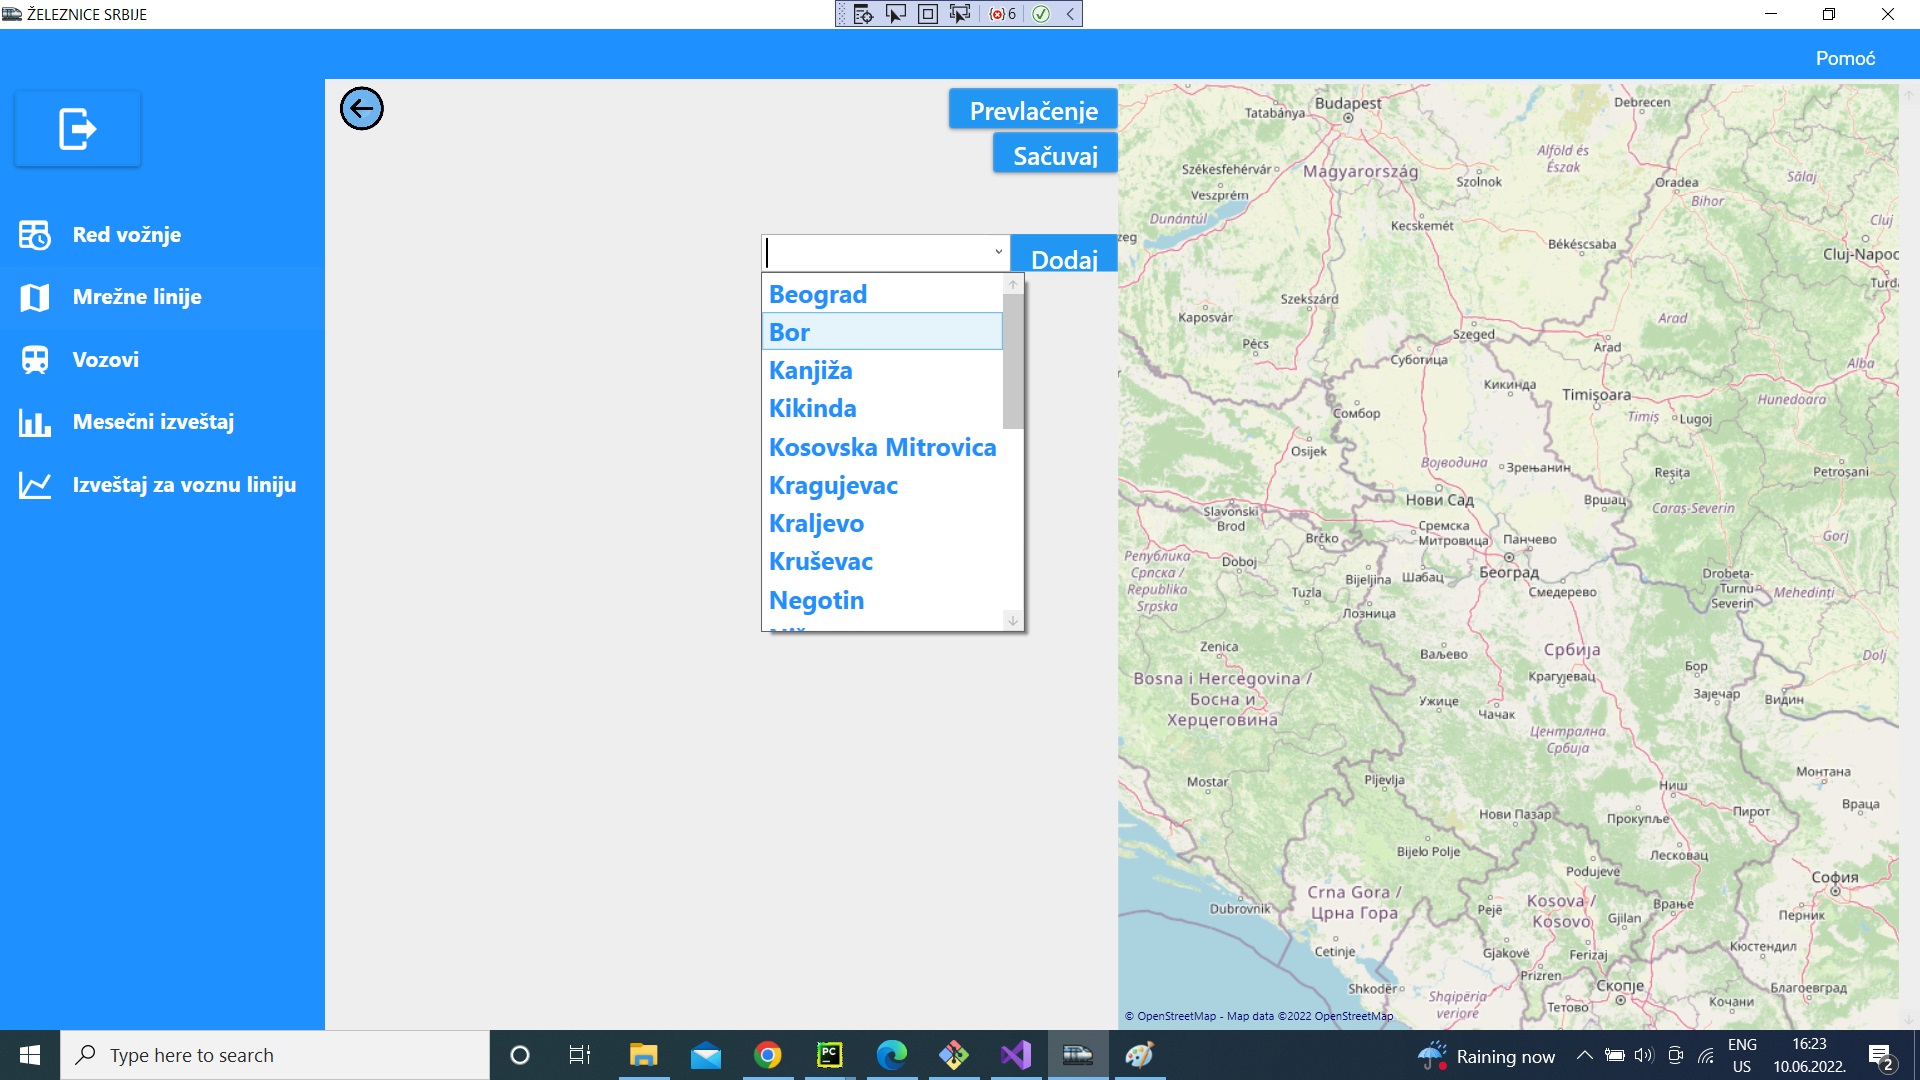 ŽELEZNICE SRBIJE
6
Pomoć
Prevlačenje
Sačuvaj
Red vožnje
Mrežne linije
Vozovi
Mesečni izveštaj
Izveštaj za voznu liniju
Dodaj
Beograd
Bor
Kanjiža
Kikinda
Kosovska Mitrovica
Kragujevac
Kraljevo
Kruševac
Negotin
Budapest
Tatabánya
Debrecen
Alföld és
Észak
Székesfehérvár
Magyarország
Szolnok
Oradea
Sălaj
Veszprém
Bihor
Dunántúl
Kecskemét
Cluj
zeg
Békéscsaba
Cluj-Napoc
Turda
Szekszárd
Kaposvár
Arad
Pécs
Szeged
Arad
Суботица
Alba
Кикинда
Timișoara
Hunedoara
Сомбор
Timiș
Lugoj
Osijek
Војводина
Зрењанин
Reșița
Petroșani
Нови Сад
Вршац
Slavonski
Brod
Caraș-Severin
Сремска
Митровица
Панчево
Gorj
Brčko
Република
Српска /
Republika
Srpska
Doboj
Bijeljina
Шабац
Београд
Drobeta-
Turnu
Severin
Mehedinți
Tuzla
Смедерево
Лозница
Zenica
Ваљево
Србија
Бор
Dolj
Bosna i Hercegovina /
Босна и
Херцеговина
Крагујевац
Зајечар
Видин
Ужице
Чачак
Централна
Србија
Mostar
Pljevlja
Монтана
Ниш
Нови Пазар
Прокупље
Пирот
Враца
Bijelo Polje
Лесковац
Podujevë
София
Crna Gora /
Црна Гора
Kosova /
Kosovo
Dubrovnik
Pejë
Gjilan
Врање
Перник
Cetinje
Gjakovë
Ferizaj
Кюстендил
Prizren
Shkodër
Скопје
Благоевград
Shqipëria
veriore
Тетово
Кочани
© OpenStreetMap - Map data ©2022 OpenStreetMap
Type here to search
PC
Raining now
ENG
US
16:23
10.06.2022.
2